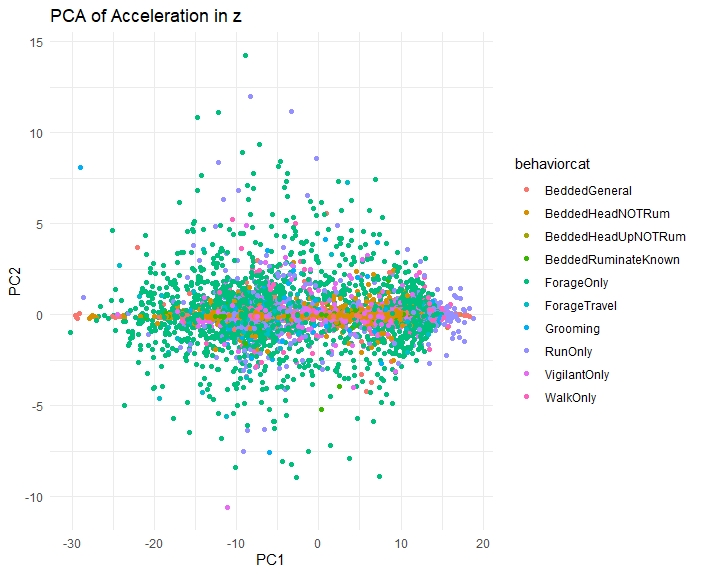 PCA of Acceleration in z
15
10
5
0
-5
-10
PC2
-30
-20
-10
0
10
20
PC1
behaviorcat
BeddedGeneral
BeddedHeadNOTRum
BeddedHeadUpNOTRum
BeddedRuminateKnown
ForageOnly
ForageTravel
Grooming
RunOnly
VigilantOnly
WalkOnly